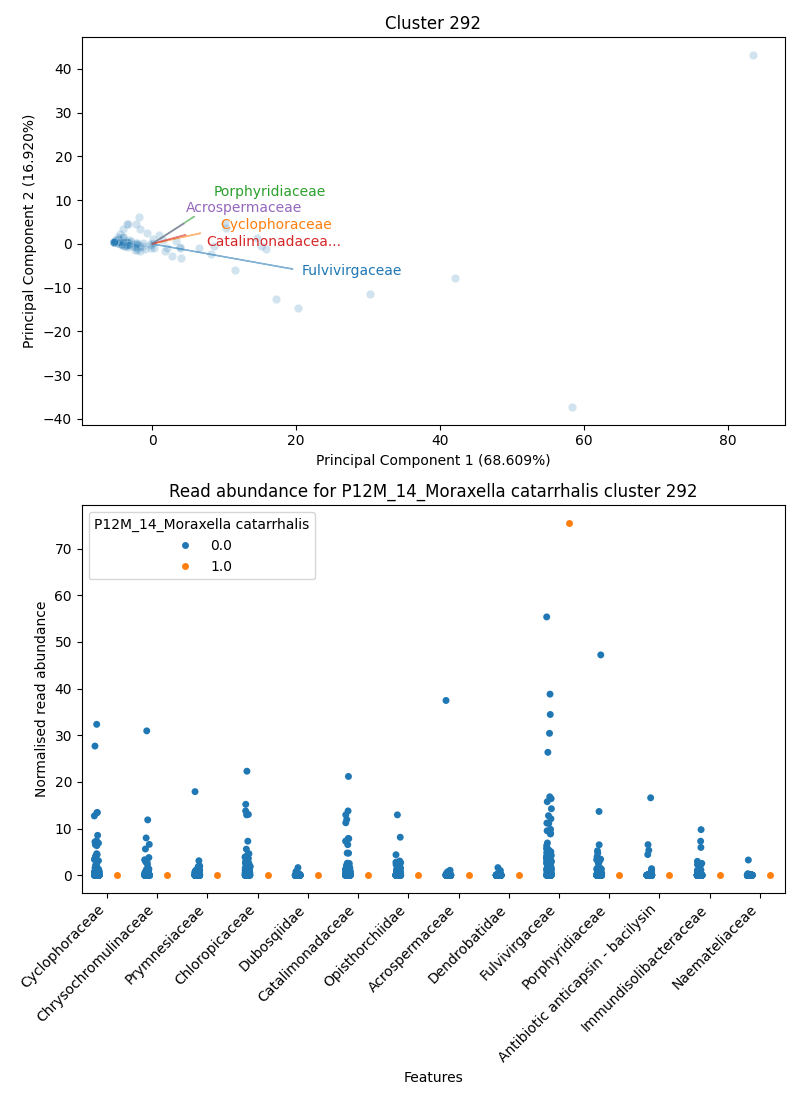 Cluster 292
Principal Component 2 (16.920%)
40
30
20
10
0
−10
−20
−30
−40
Porphyridiaceae
Acrospermaceae
Cyclophoraceae
Catalimonadacea...
Fulvivirgaceae
0
20
40
60
80
Principal Component 1 (68.609%)
Read abundance for P12M_14_Moraxella catarrhalis cluster 292
P12M_14_Moraxella catarrhalis
0.0
1.0
Normalised read abundance
70
60
50
40
30
20
10
0
Cyclophoraceae
Chrysochromulinaceae
Prymnesiaceae
Chloropicaceae
Dubosqiidae
Catalimonadaceae
Opisthorchiidae
Acrospermaceae
Dendrobatidae
Fulvivirgaceae
Porphyridiaceae
Antibiotic anticapsin - bacilysin
Immundisolibacteraceae
Naemateliaceae
Features